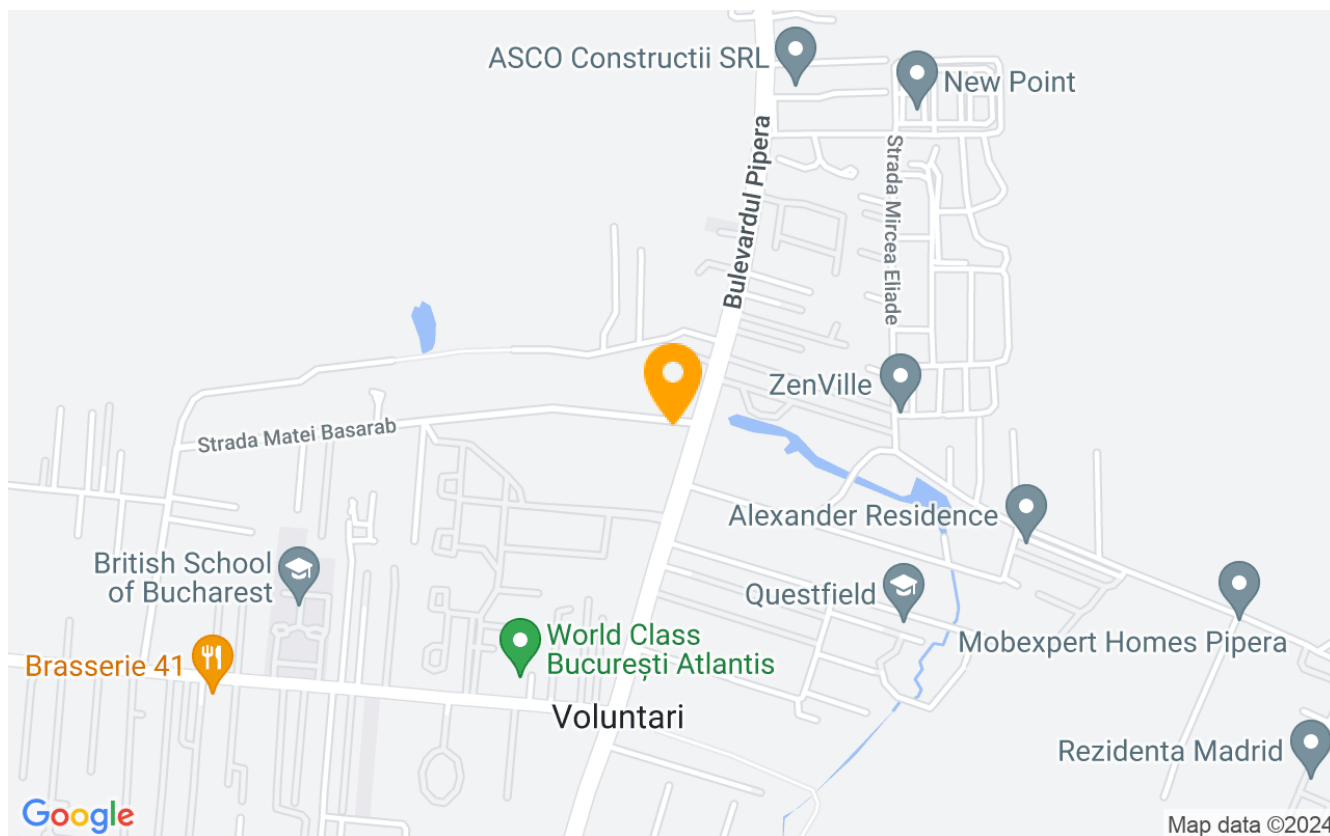 ASCO Constructii SRL
New Point
Bulevardul Pipera
Strada Mircea Eliade
ZenVille
Strada Matei Basarab
Alexander Residence
British School
of Bucharest
Questfield
World Class
București Atlantis
Mobexpert Homes Pipera
Brasserie 41
Voluntari
Rezidenta Madrid
Google
Map data ©2024